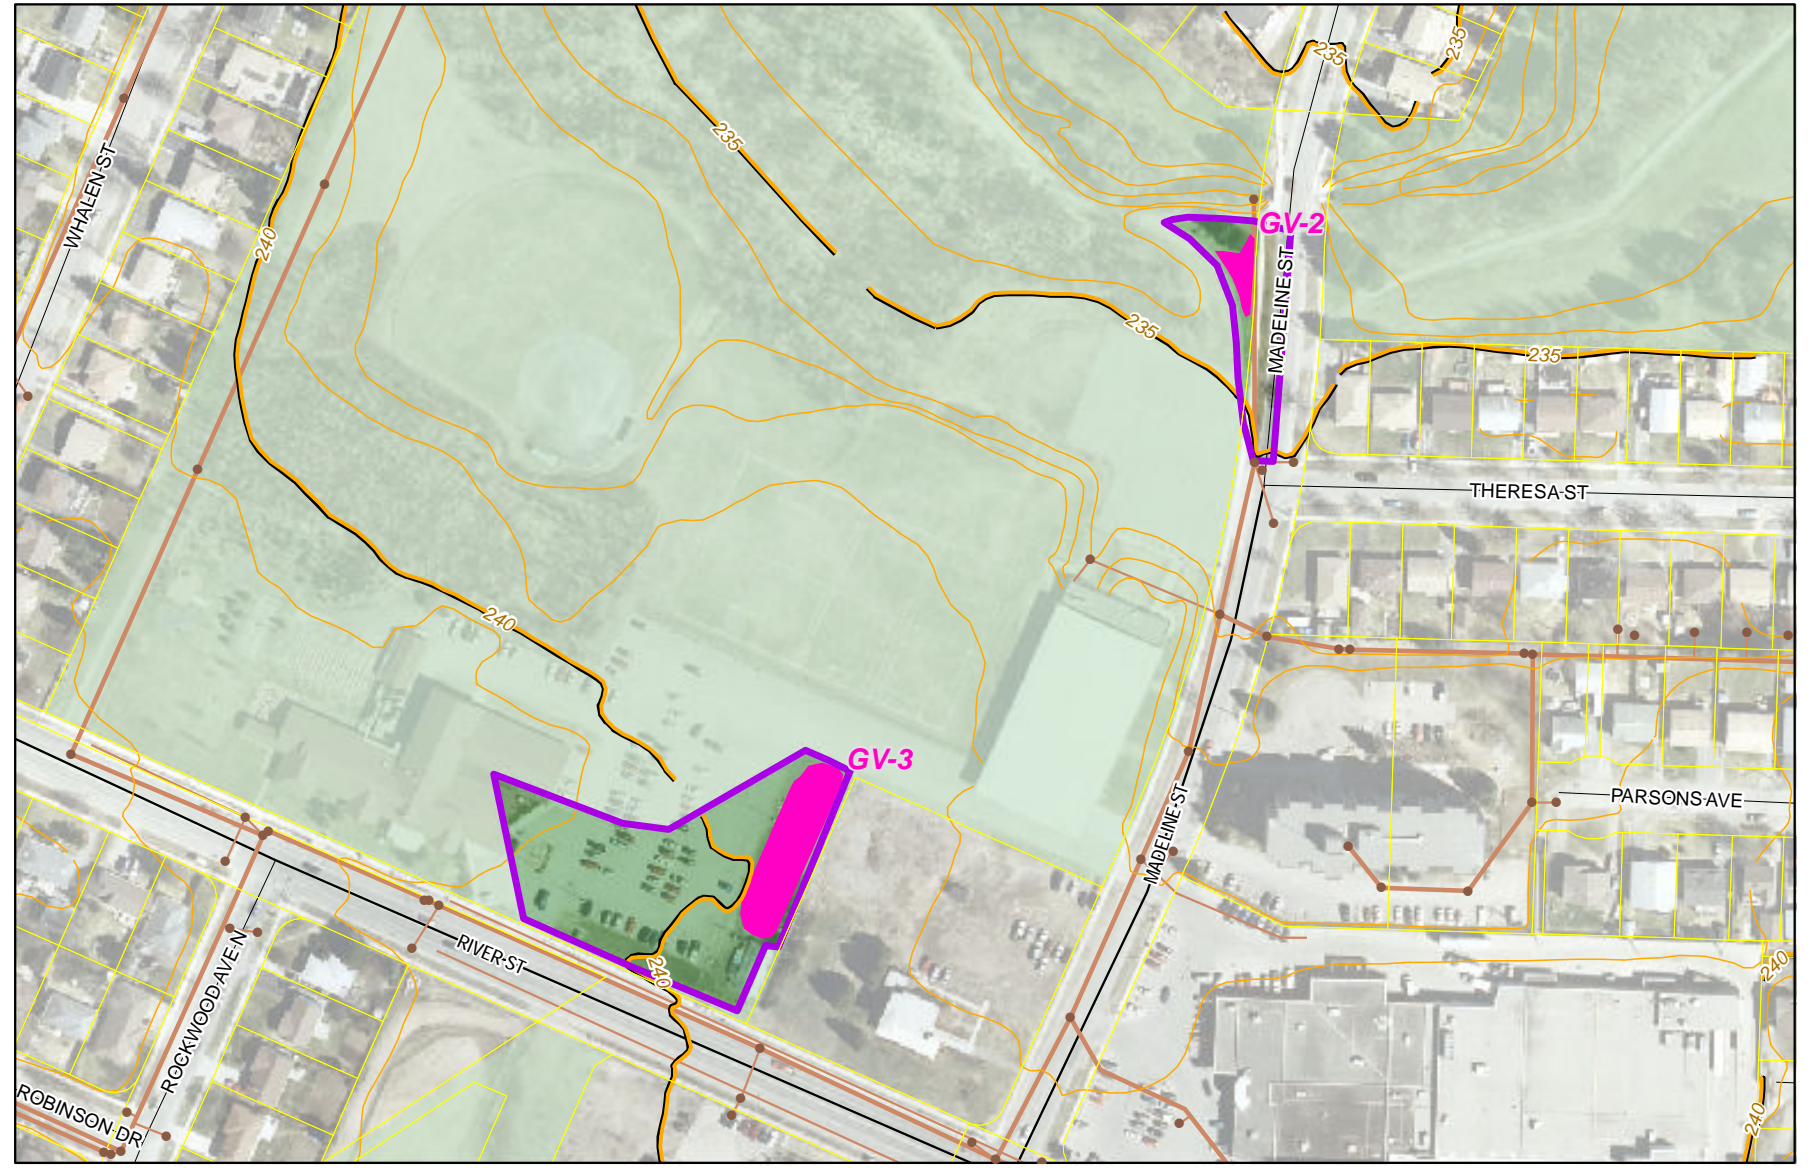 235
235
235
WHALEN ST
GV-2
240
MADELINE ST
235
235
THERESA ST
240
GV-3
PARSONS AVE
MADELINE ST
RIVER ST
240
240
ROCKWOOD AVE N
ROBINSON DR
240